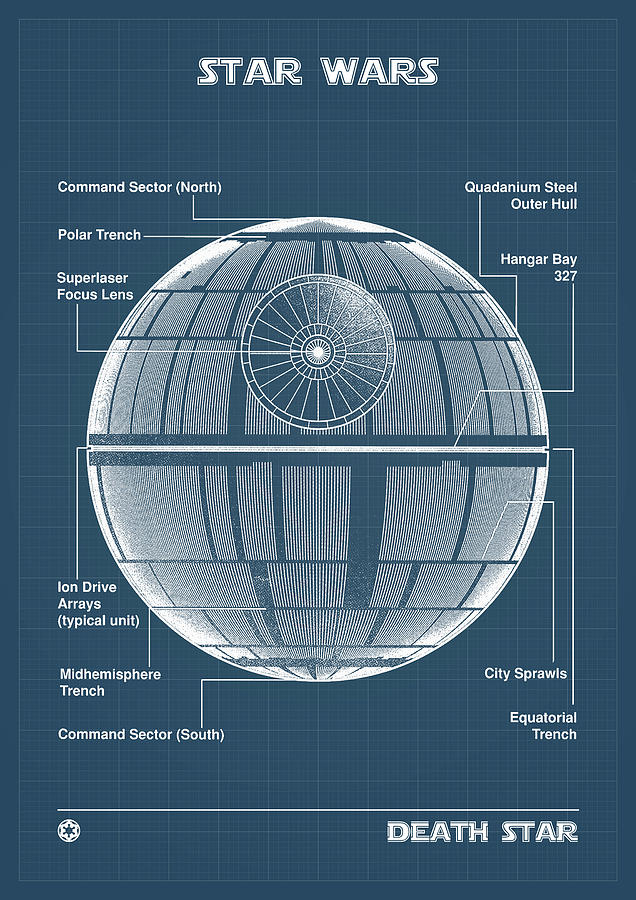 STAR WARS
Command Sector (North)
Quadanium Steel
Outer Hull
Polar Trench
Hangar Bay
327
Superlaser
Focus Lens
Ion Drive
Arrays
(typical unit)
Midhemisphere
Trench
City Sprawls
Equatorial
Trench
Command Sector (South)
DEATH STAR